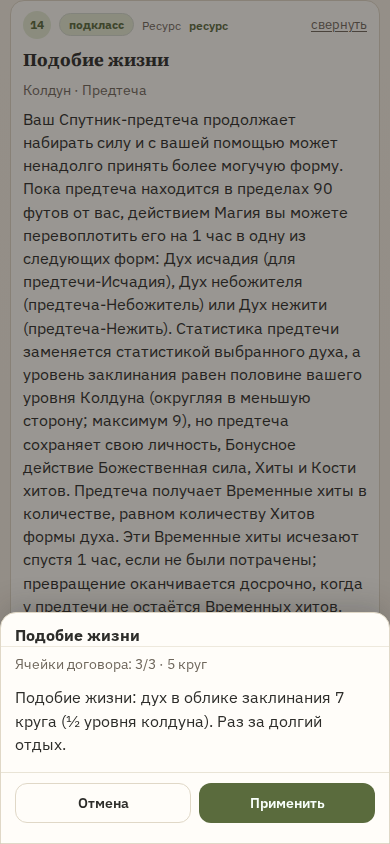 14 подкласс Ресурс ресурс свернуть
Подобие жизни
Колдун · Предтеча
Ваш Спутник-предтеча продолжает
набирать силу и с вашей помощью может
ненадолго принять более могучую форму.
Пока предтеча находится в пределах 90
футов от вас, действием Магия вы можете
перевоплотить его на 1 час в одну из
следующих форм: Дух исчадия (для
предтечи-Исчадия), Дух небожителя
(предтеча-Небожитель) или Дух нежити
(предтеча-Нежить). Статистика предтечи
заменяется статистикой выбранного духа, а
уровень заклинания равен половине вашего
уровня Колдуна (округляя в меньшую
сторону; максимум 9), но предтеча
сохраняет свою личность, Бонусное
действие Божественная сила, Хиты и Кости
хитов. Предтеча получает Временные хиты в
количестве, равном количеству Хитов
формы духа. Эти Временные хиты исчезают
спустя 1 час, если не были потрачены;
превращение оканчивается досрочно, когда
у предтечи не остаётся Временных хитов.
Подобие жизни
Ячейки договора: 3/3 · 5 круг
Подобие жизни: дух в облике заклинания 7
круга (½ уровня колдуна). Раз за долгий
отдых.
Отмена Применить